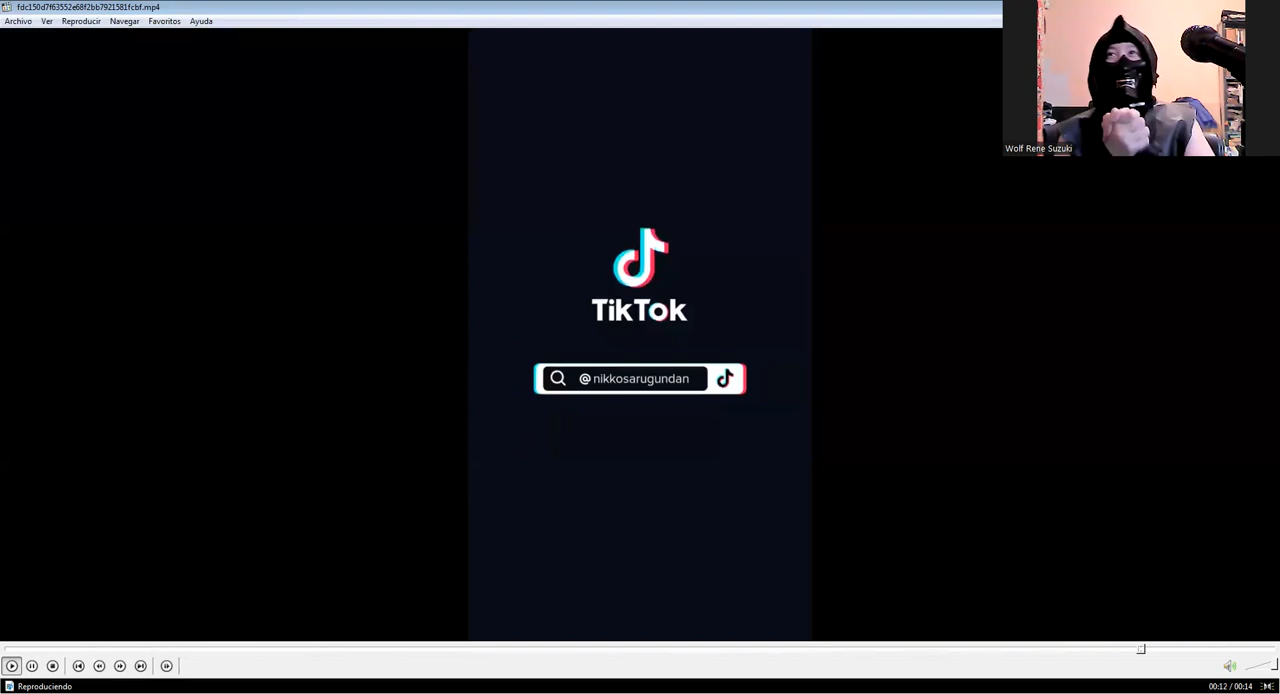 fdc150d7f63552e68f2bb7921581fcbf.mp4
Archivo Ver Reproducir Navegar Favoritos Ayuda
Wolf Rene Suzuki
TikTok
@nikkosarugundan
Reproduciendo
00:12 / 00:14